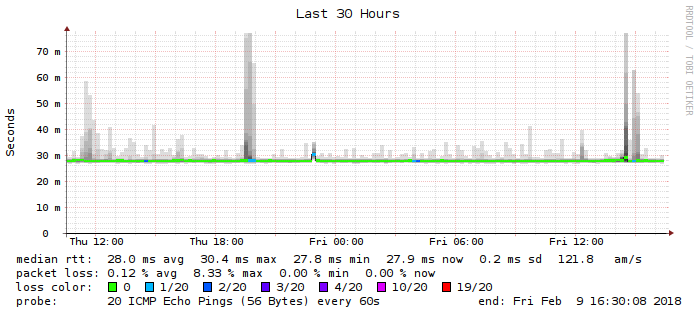 Last 30 Hours
RRDTOOL / TOBI OETIKER
Seconds
70 m
60 m
50 m
40 m
30 m
20 m
10 m
0
Thu 12:00 Thu 18:00 Fri 00:00 Fri 06:00 Fri 12:00
median rtt: 28.0 ms avg 30.4 ms max 27.8 ms min 27.9 ms now 0.2 ms sd 121.8 am/s
packet loss: 0.12 % avg 8.33 % max 0.00 % min 0.00 % now
loss color: 0 1/20 2/20 3/20 4/20 10/20 19/20
probe: 20 ICMP Echo Pings (56 Bytes) every 60s end: Fri Feb 9 16:30:08 2018